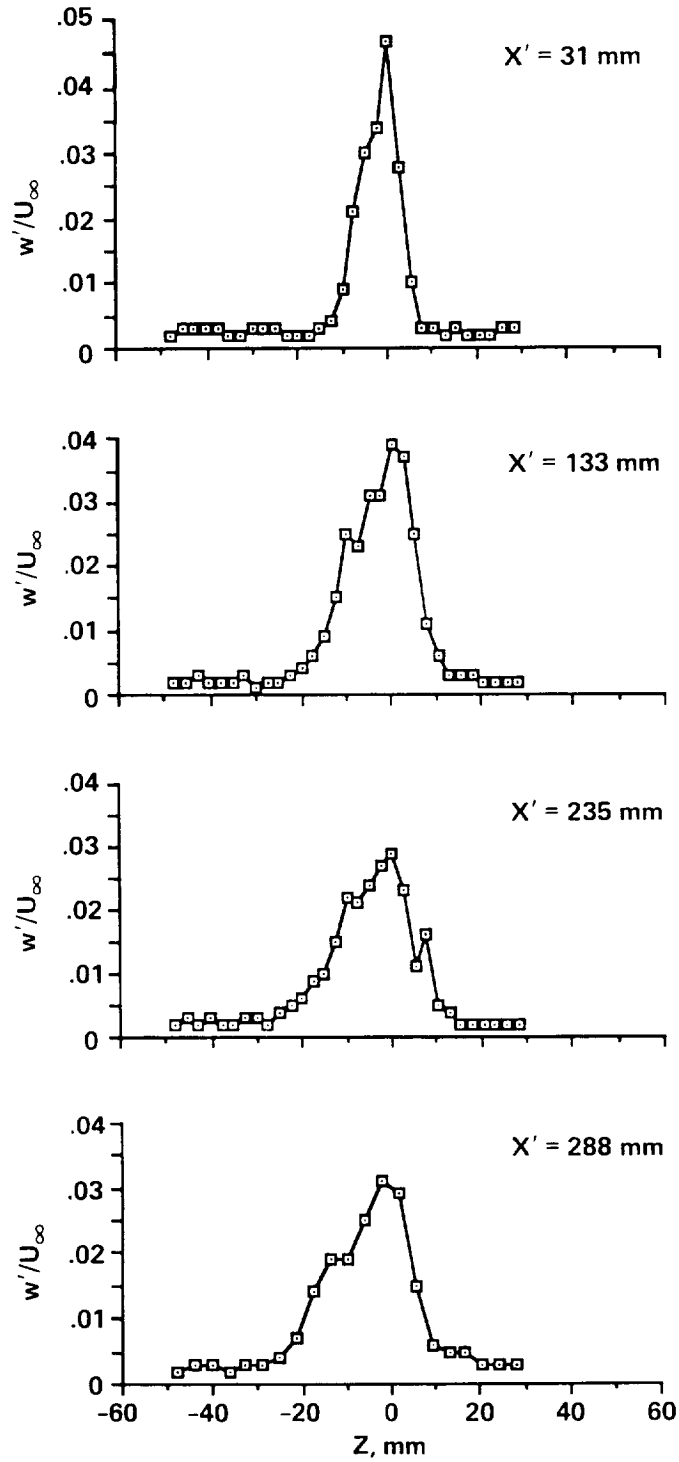 .05
X′ = 31 mm
.04
.03
w′/U∞
.02
.01
0
.04
X′ = 133 mm
.03
w′/U∞
.02
.01
0
.04
X′ = 235 mm
.03
w′/U∞
.02
.01
0
.04
X′ = 288 mm
.03
w′/U∞
.02
.01
0
−60 −40 −20 0 20 40 60
Z, mm